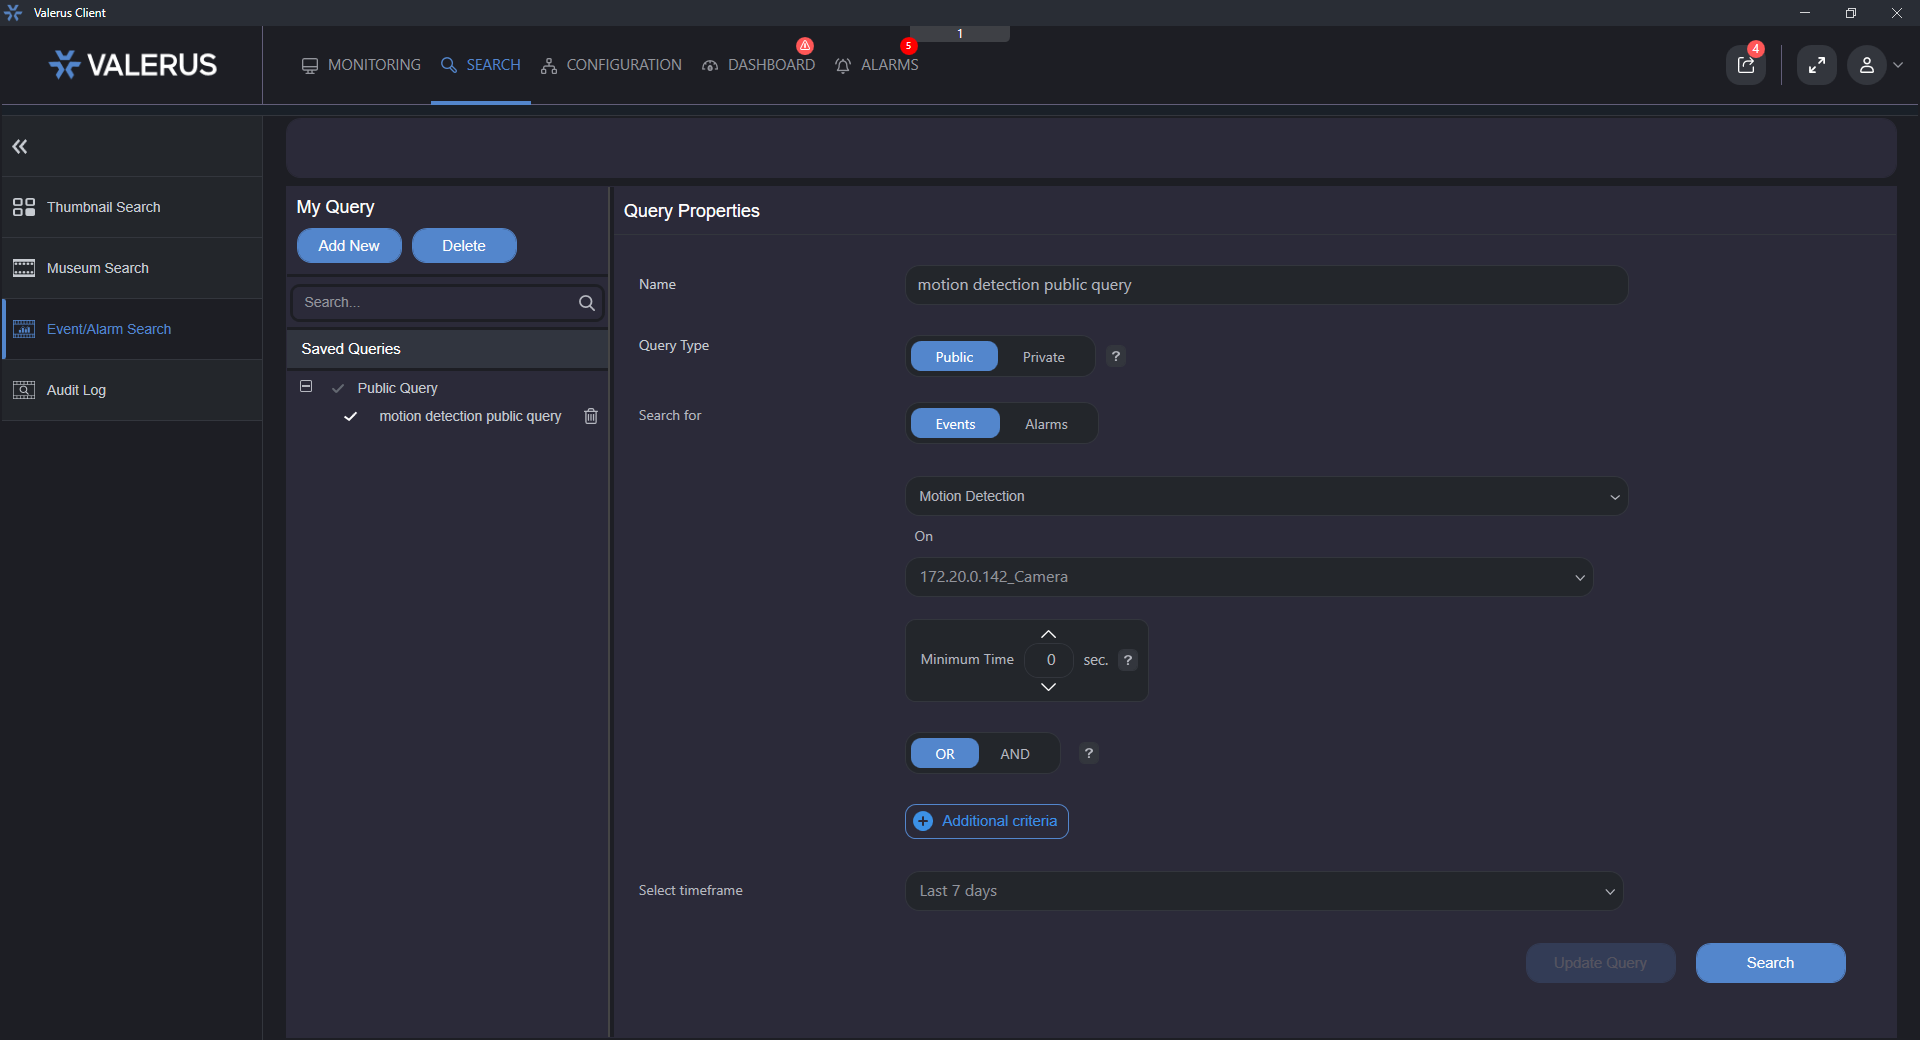 Valerus Client
1
VALERUS
MONITORING
SEARCH
CONFIGURATION
DASHBOARD
5
ALARMS
4
Thumbnail Search
Museum Search
Event/Alarm Search
Audit Log
My Query
Add New
Delete
Search...
Saved Queries
Public Query
motion detection public query
Query Properties
Name
motion detection public query
Query Type
Public
Private
?
Search for
Events
Alarms
Motion Detection
On
172.20.0.142_Camera
Minimum Time
0
sec.
?
OR
AND
?
Additional criteria
Select timeframe
Last 7 days
Update Query
Search